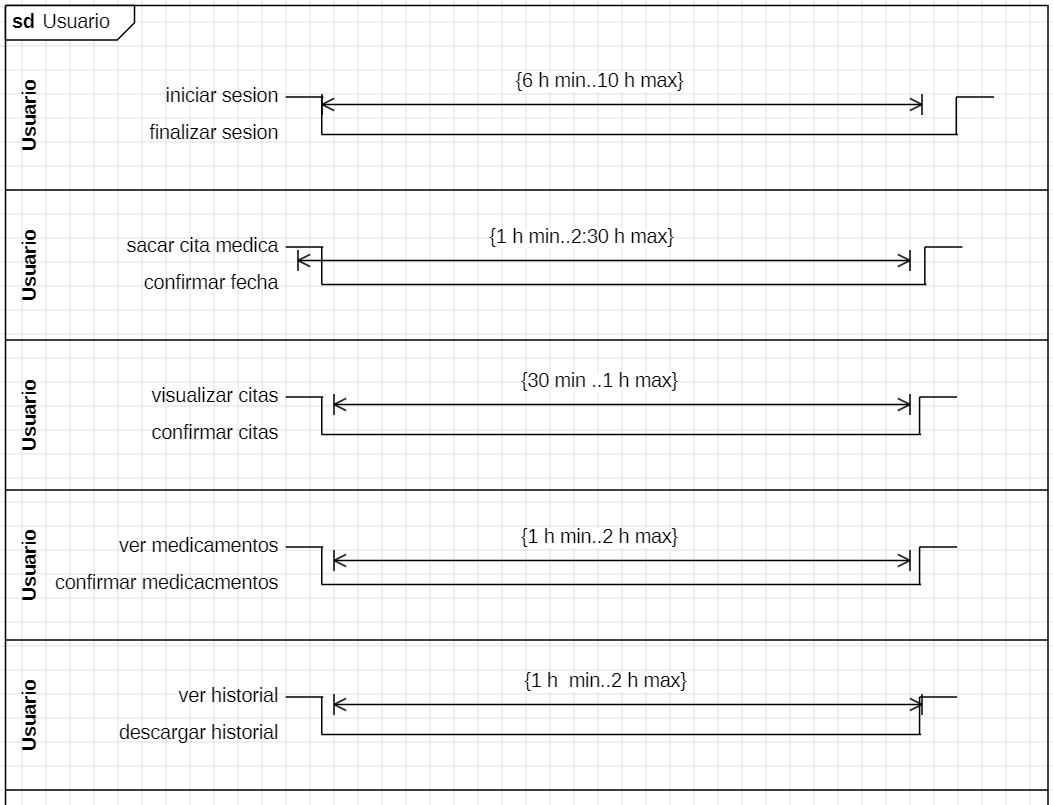 sd Usuario
Usuario
iniciar sesion
finalizar sesion
{6 h min..10 h max}
Usuario
sacar cita medica
confirmar fecha
{1 h min..2:30 h max}
Usuario
visualizar citas
confirmar citas
{30 min ..1 h max}
Usuario
ver medicamentos
confirmar medicacmentos
{1 h min..2 h max}
Usuario
ver historial
descargar historial
{1 h  min..2 h max}